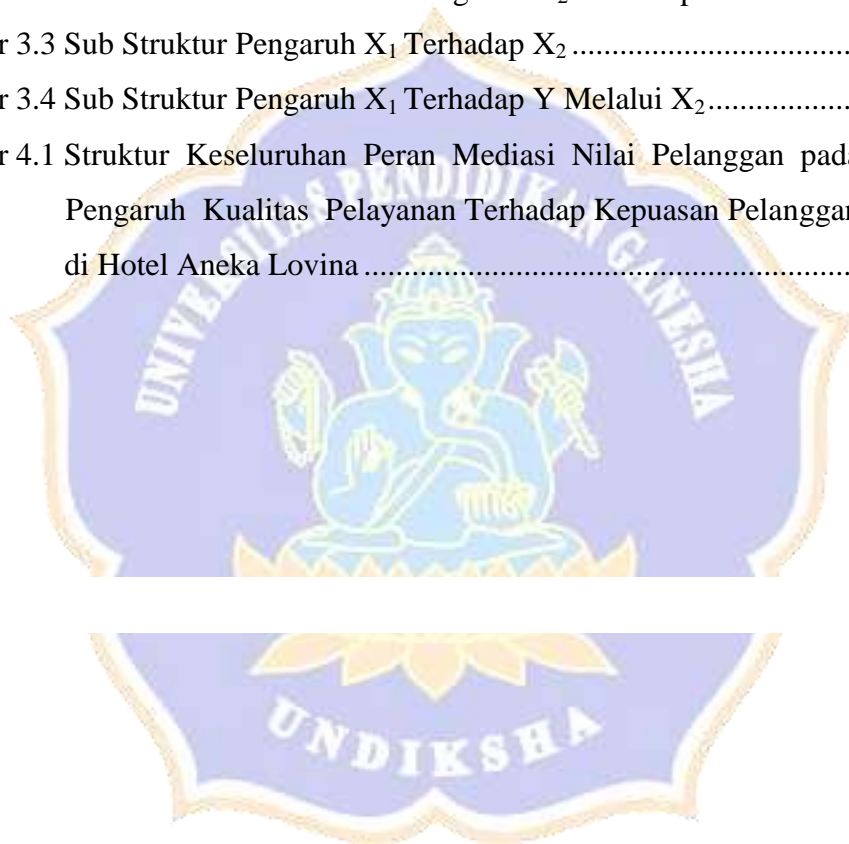 r 3.3 Sub Struktur Pengaruh X₁ Terhadap X₂ ....................................
r 3.4 Sub Struktur Pengaruh X₁ Terhadap Y Melalui X₂..................
r 4.1 Struktur Keseluruhan Peran Mediasi Nilai Pelanggan pada
Pengaruh Kualitas Pelayanan Terhadap Kepuasan Pelanggan
di Hotel Aneka Lovina .............................................................
UNIVERSITAS PENDIDIKAN GANESHA
UNDIKSHA